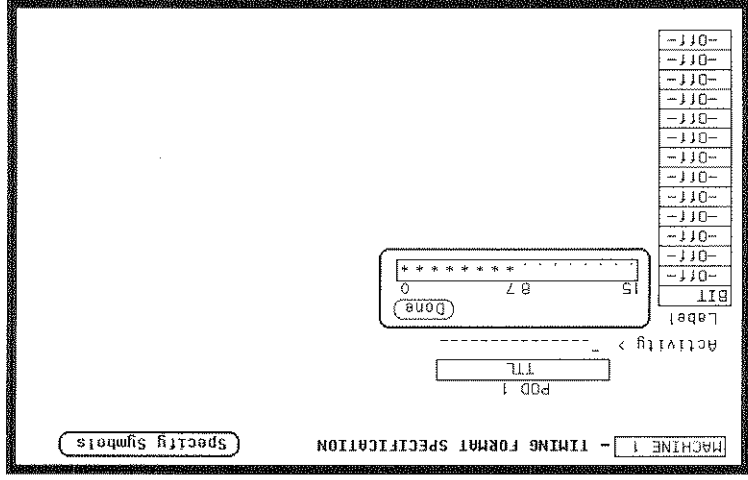 MACHINE 1 - TIMING FORMAT SPECIFICATION Specify Symbols
POD 1
TTL
Activity > ----------------
Label
BIT
Done
15 8 7 0
........********
-Off-
-Off-
-Off-
-Off-
-Off-
-Off-
-Off-
-Off-
-Off-
-Off-
-Off-
-Off-
-Off-